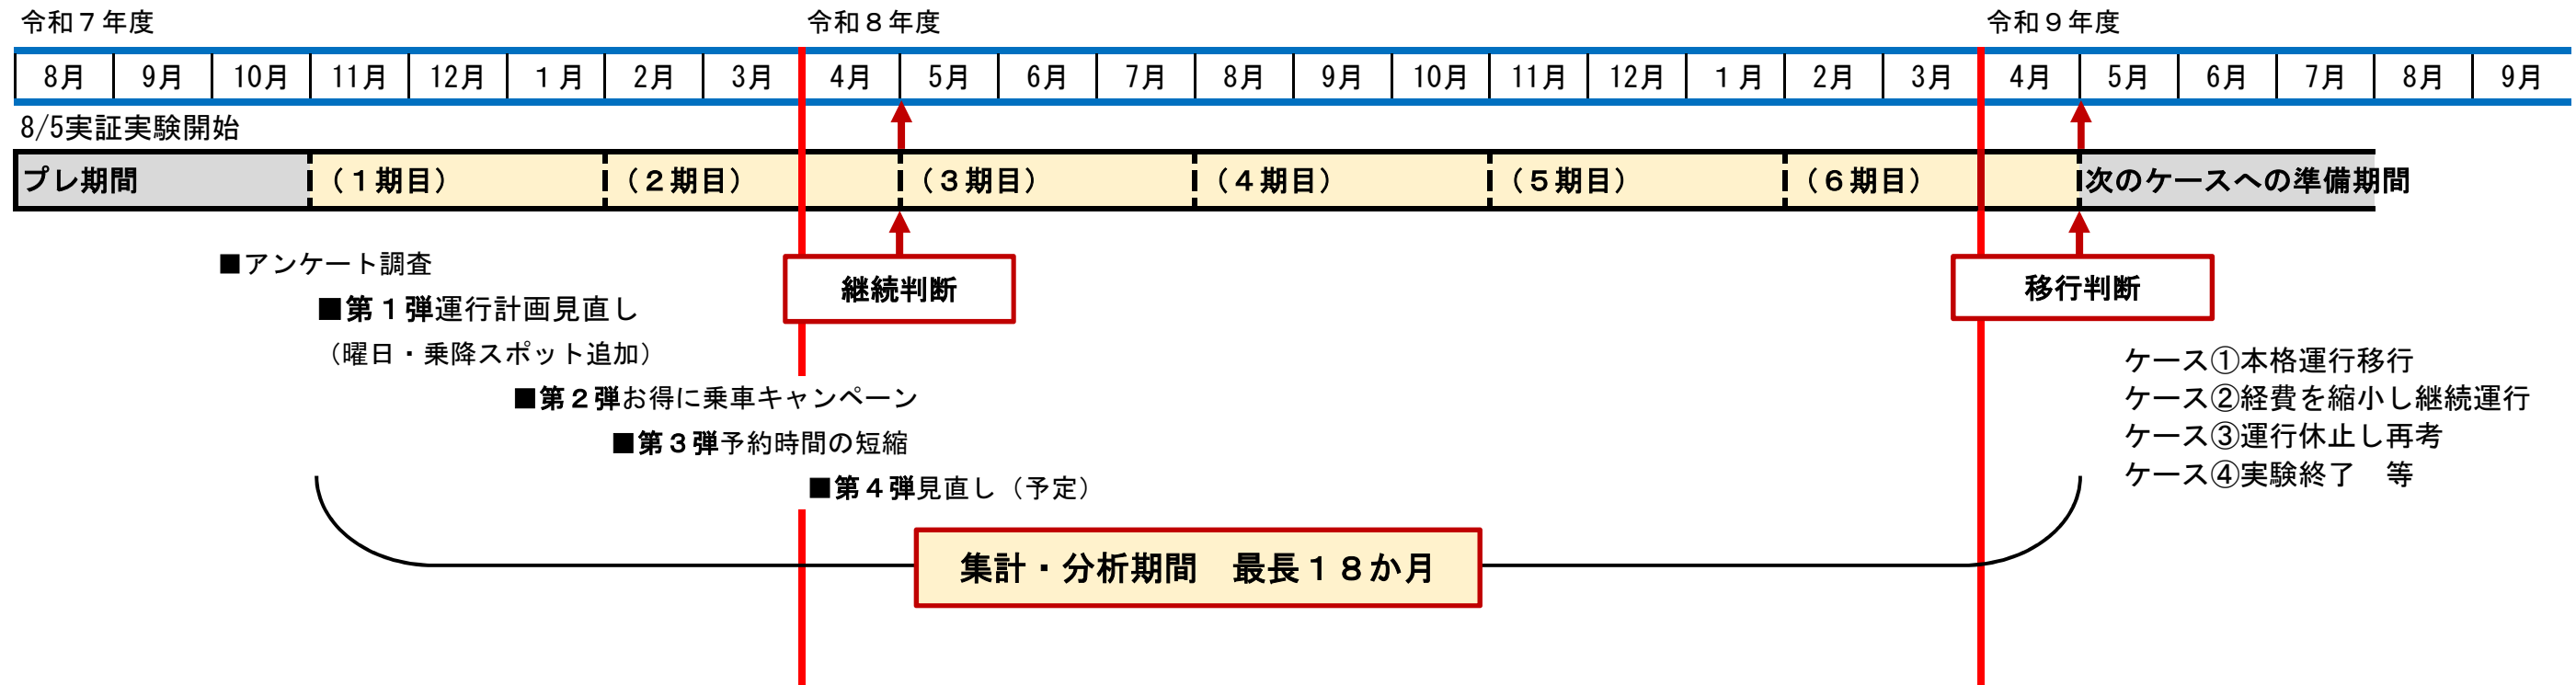 令和７年度　令和８年度　令和９年度
8月 9月 10月 11月 12月 １月 2月 3月 4月 5月 6月 7月 8月 9月 10月 11月 12月 １月 2月 3月 4月 5月 6月 7月 8月 9月
8/5実証実験開始
プレ期間 （１期目） （２期目） （３期目） （４期目） （５期目） （６期目） 次のケースへの準備期間
■アンケート調査
継続判断
移行判断
■第１弾運行計画見直し
（曜日・乗降スポット追加）
■第２弾お得に乗車キャンペーン
■第３弾予約時間の短縮
■第４弾見直し（予定）
ケース①本格運行移行
ケース②経費を縮小し継続運行
ケース③運行休止し再考
ケース④実験終了　等
集計・分析期間　最長１８か月